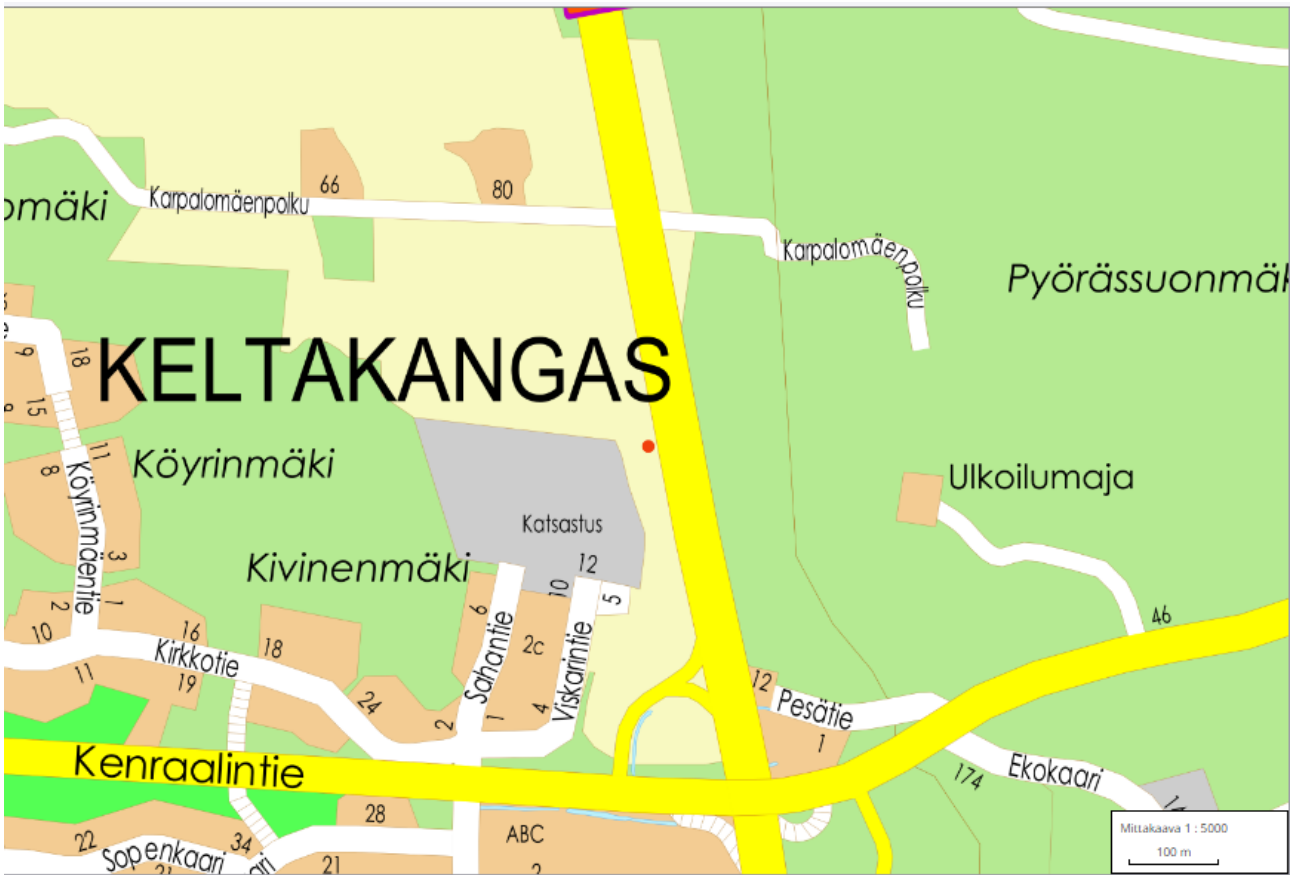 66
80
Karpalomäenpolku
omäki
Karpalomäenpolku
Pyörässuonmäk
9
18
KELTAKANGAS
15
11
8
Köyrinmäki
Köyrinmäentie
3
Ulkoilumaja
Katsastus
12
10
5
Kivinenmäki
6
2
1
10
16
18
2c
Sahantie
Viskarintie
46
Kirkkotie
11
19
24
2
1
4
12
Pesätie
1
Kenraalintie
174
Ekokaari
28
ABC
22
34
Sopenkaari
21
Mittakaava 1 : 5000
100 m